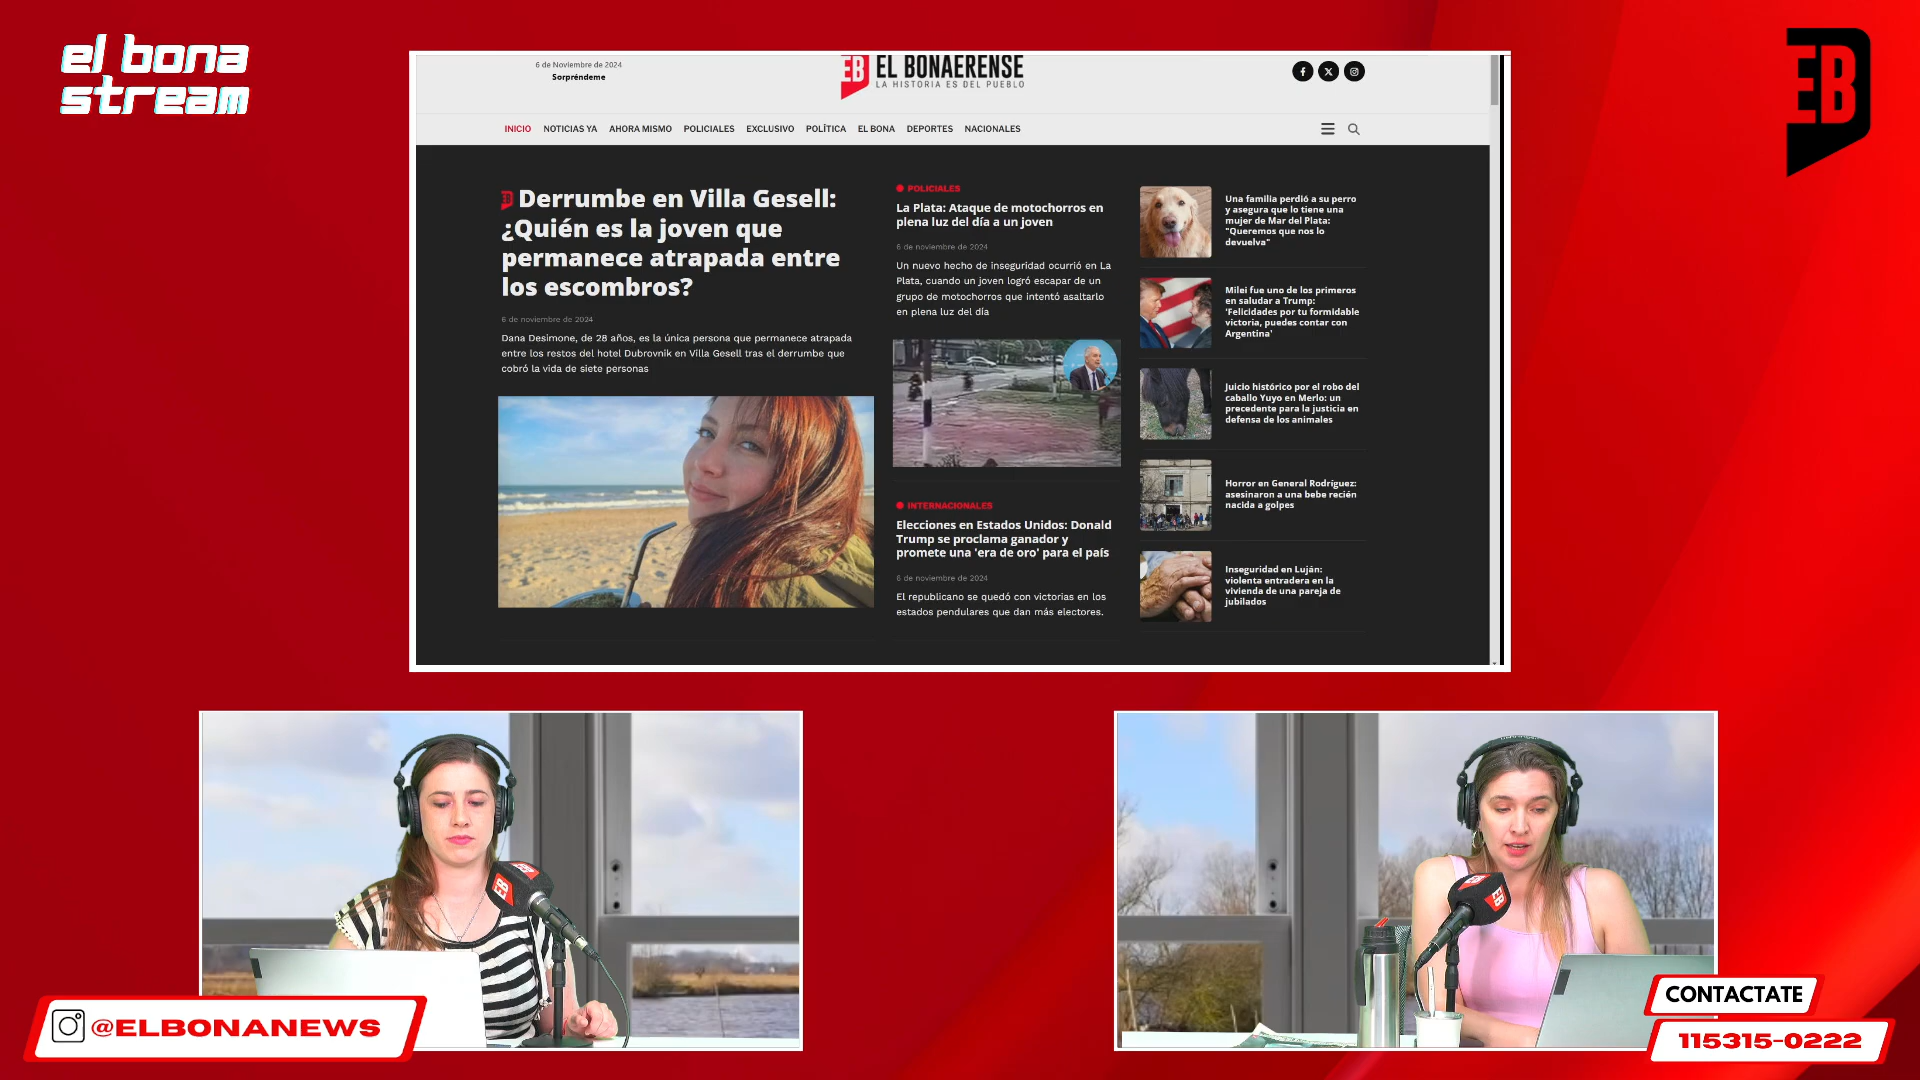 el bona
stream
EB
6 de Noviembre de 2024
Sorpréndeme
EB EL BONAERENSE
LA HISTORIA ES DEL PUEBLO
INICIO NOTICIAS YA AHORA MISMO POLICIALES EXCLUSIVO POLÍTICA EL BONA DEPORTES NACIONALES
Derrumbe en Villa Gesell:
¿Quién es la joven que
permanece atrapada entre
los escombros?
6 de noviembre de 2024
Dana Desimone, de 28 años, es la única persona que permanece atrapada
entre los restos del hotel Dubrovnik en Villa Gesell tras el derrumbe que
cobró la vida de siete personas
POLICIALES
La Plata: Ataque de motochorros en
plena luz del día a un joven
6 de noviembre de 2024
Un nuevo hecho de inseguridad ocurrió en La
Plata, cuando un joven logró escapar de un
grupo de motochorros que intentó asaltarlo
en plena luz del día
INTERNACIONALES
Elecciones en Estados Unidos: Donald
Trump se proclama ganador y
promete una 'era de oro' para el país
6 de noviembre de 2024
El republicano se quedó con victorias en los
estados pendulares que dan más electores.
Una familia perdió a su perro
y asegura que lo tiene una
mujer de Mar del Plata:
"Queremos que nos lo
devuelva"
Milei fue uno de los primeros
en saludar a Trump:
'Felicidades por tu formidable
victoria, puedes contar con
Argentina'
Juicio histórico por el robo del
caballo Yuyo en Merlo: un
precedente para la justicia en
defensa de los animales
Horror en General Rodríguez:
asesinaron a una bebe recién
nacida a golpes
Inseguridad en Luján:
violenta entradera en la
vivienda de una pareja de
jubilados
EB
EB
@ELBONANEWS
CONTACTATE
115315-0222